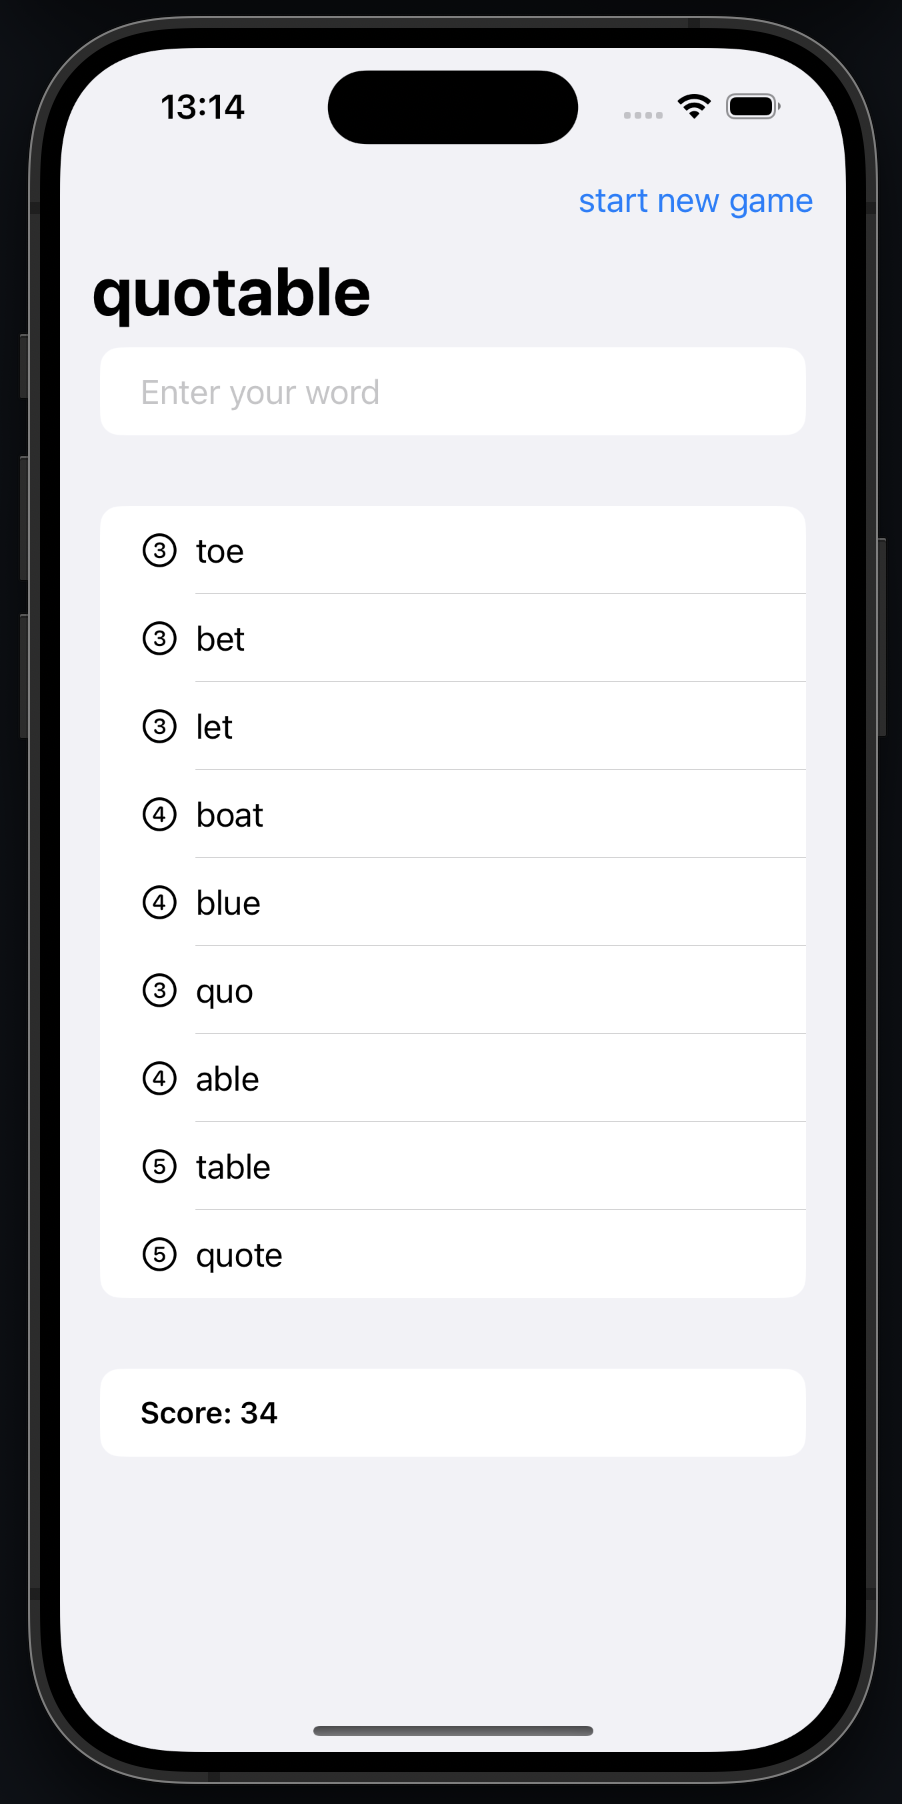 13:14
start new game
quotable
Enter your word
3 toe
3 bet
3 let
4 boat
4 blue
3 quo
4 able
5 table
5 quote
Score: 34